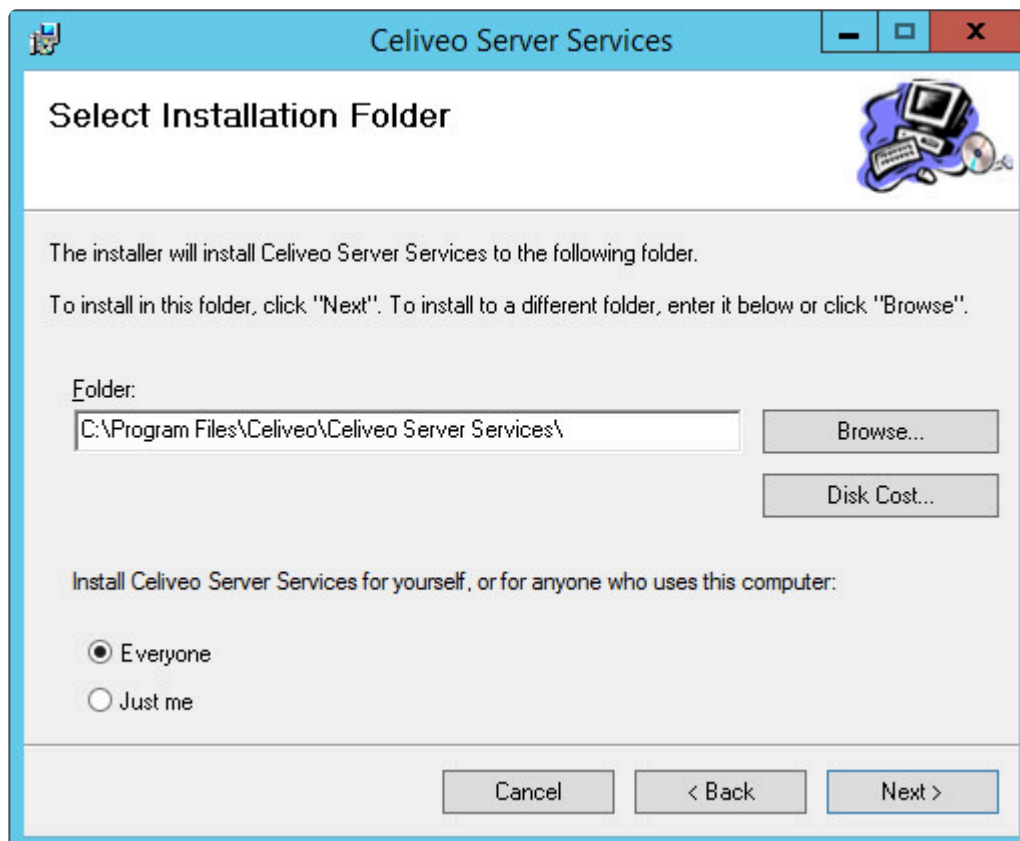 Celiveo Server Services
Select Installation Folder
The installer will install Celiveo Server Services to the following folder.
To install in this folder, click "Next". To install to a different folder, enter it below or click "Browse".
Folder:
C:\Program Files\Celiveo\Celiveo Server Services\
Browse...
Disk Cost...
Install Celiveo Server Services for yourself, or for anyone who uses this computer:
Everyone
Just me
Cancel
< Back
Next >